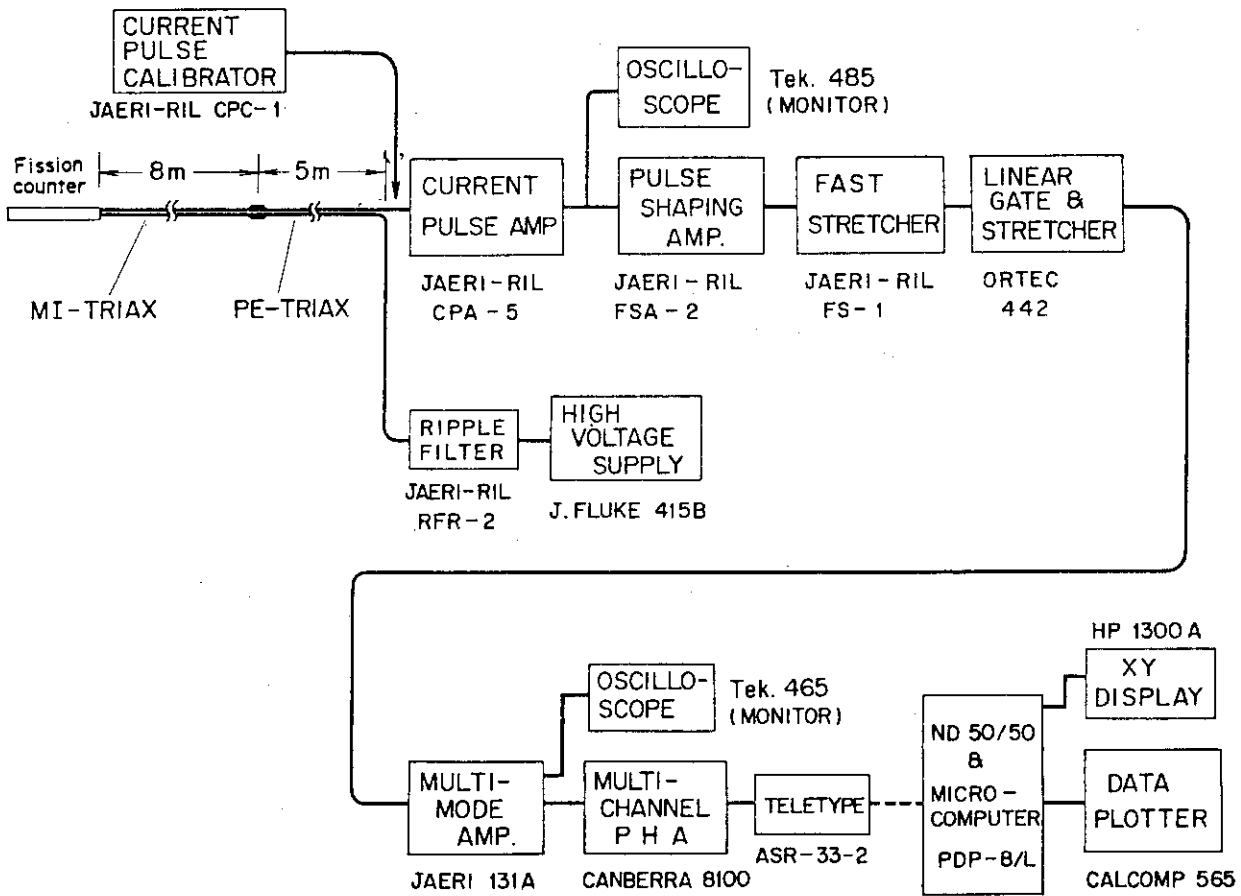 CURRENT
PULSE
CALIBRATOR
JAERI-RIL CPC-1
OSCILLO-
SCOPE
Tek. 485
(MONITOR)
Fission
counter
8m
5m
CURRENT
PULSE AMP
JAERI-RIL
CPA-5
PULSE
SHAPING
AMP.
JAERI-RIL
FSA-2
FAST
STRETCHER
JAERI-RIL
FS-1
LINEAR
GATE &
STRETCHER
ORTEC
442
MI-TRIAX
PE-TRIAX
RIPPLE
FILTER
JAERI-RIL
RFR-2
HIGH
VOLTAGE
SUPPLY
J. FLUKE 415B
OSCILLO-
SCOPE
Tek. 465
(MONITOR)
HP 1300A
XY
DISPLAY
MULTI-
MODE
AMP.
JAERI 131A
MULTI-
CHANNEL
P H A
CANBERRA 8100
TELETYPE
ASR-33-2
ND 50/50
&
MICRO-
COMPUTER
PDP-8/L
DATA
PLOTTER
CALCOMP 565